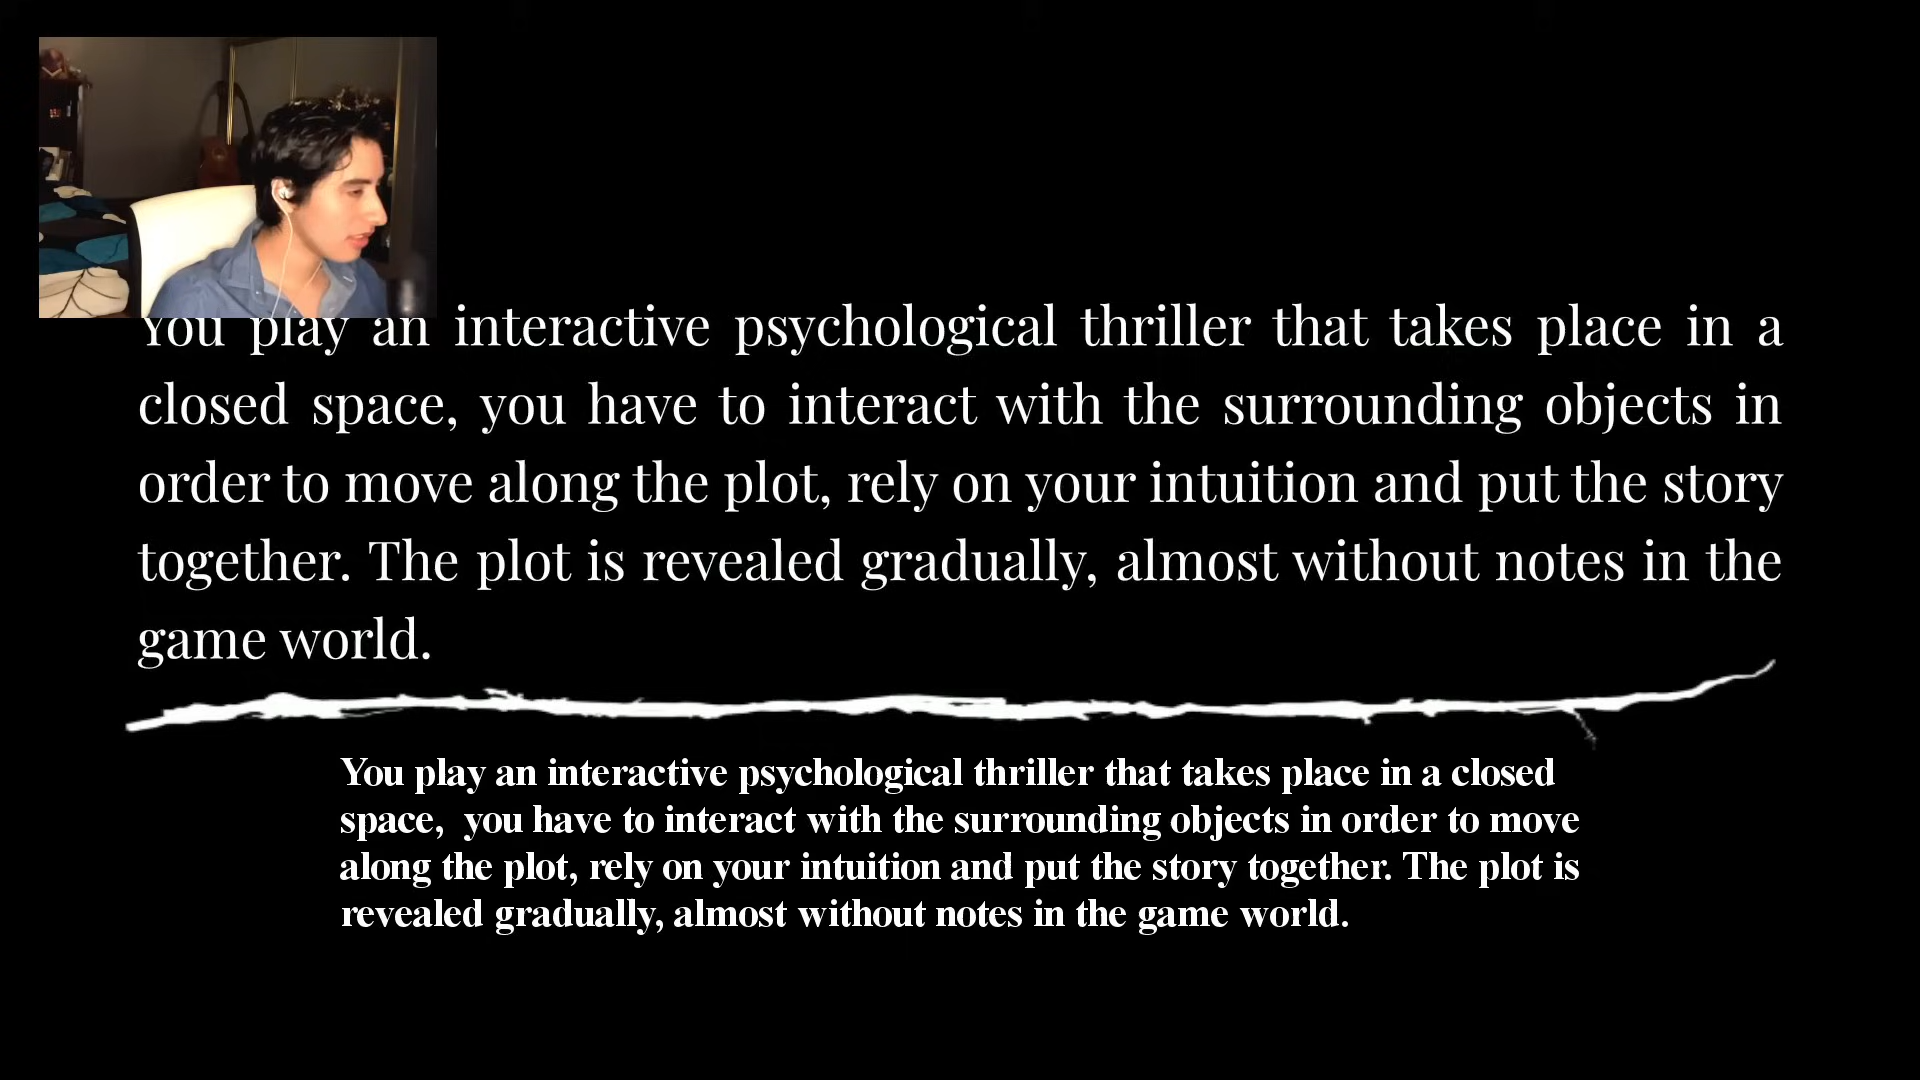 You play an interactive psychological thriller that takes place in a
closed space, you have to interact with the surrounding objects in
order to move along the plot, rely on your intuition and put the story
together. The plot is revealed gradually, almost without notes in the
game world.
You play an interactive psychological thriller that takes place in a closed
space,  you have to interact with the surrounding objects in order to move
along the plot, rely on your intuition and put the story together. The plot is
revealed gradually, almost without notes in the game world.